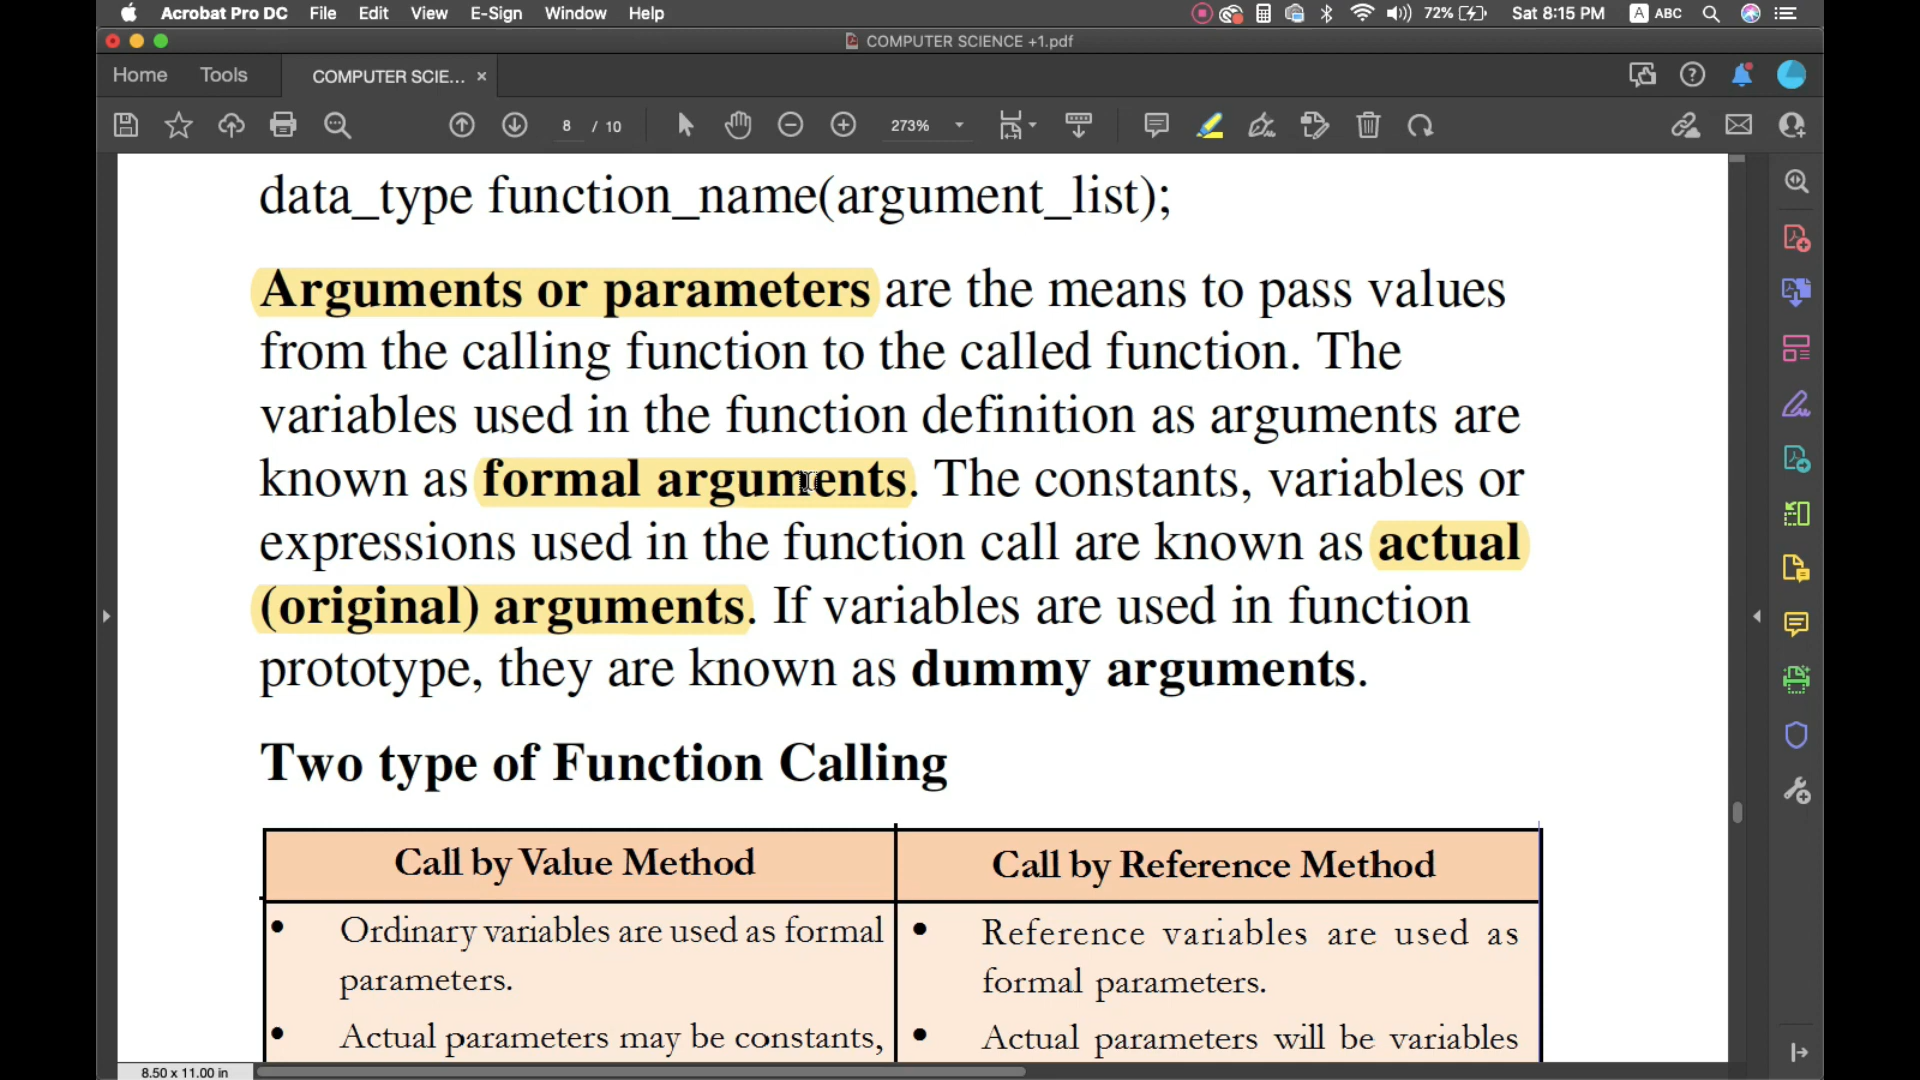 Acrobat Pro DC File Edit View E-Sign Window Help 72% Sat 8:15 PM A ABC
COMPUTER SCIENCE +1.pdf
Home Tools COMPUTER SCIE... ×
8 / 10 273%
data_type function_name(argument_list);
Arguments or parameters are the means to pass values
from the calling function to the called function. The
variables used in the function definition as arguments are
known as formal arguments. The constants, variables or
expressions used in the function call are known as actual
(original) arguments. If variables are used in function
prototype, they are known as dummy arguments.
Two type of Function Calling
Call by Value Method
• Ordinary variables are used as formal
parameters.
• Actual parameters may be constants,
Call by Reference Method
• Reference variables are used as
formal parameters.
• Actual parameters will be variables
8.50 x 11.00 in